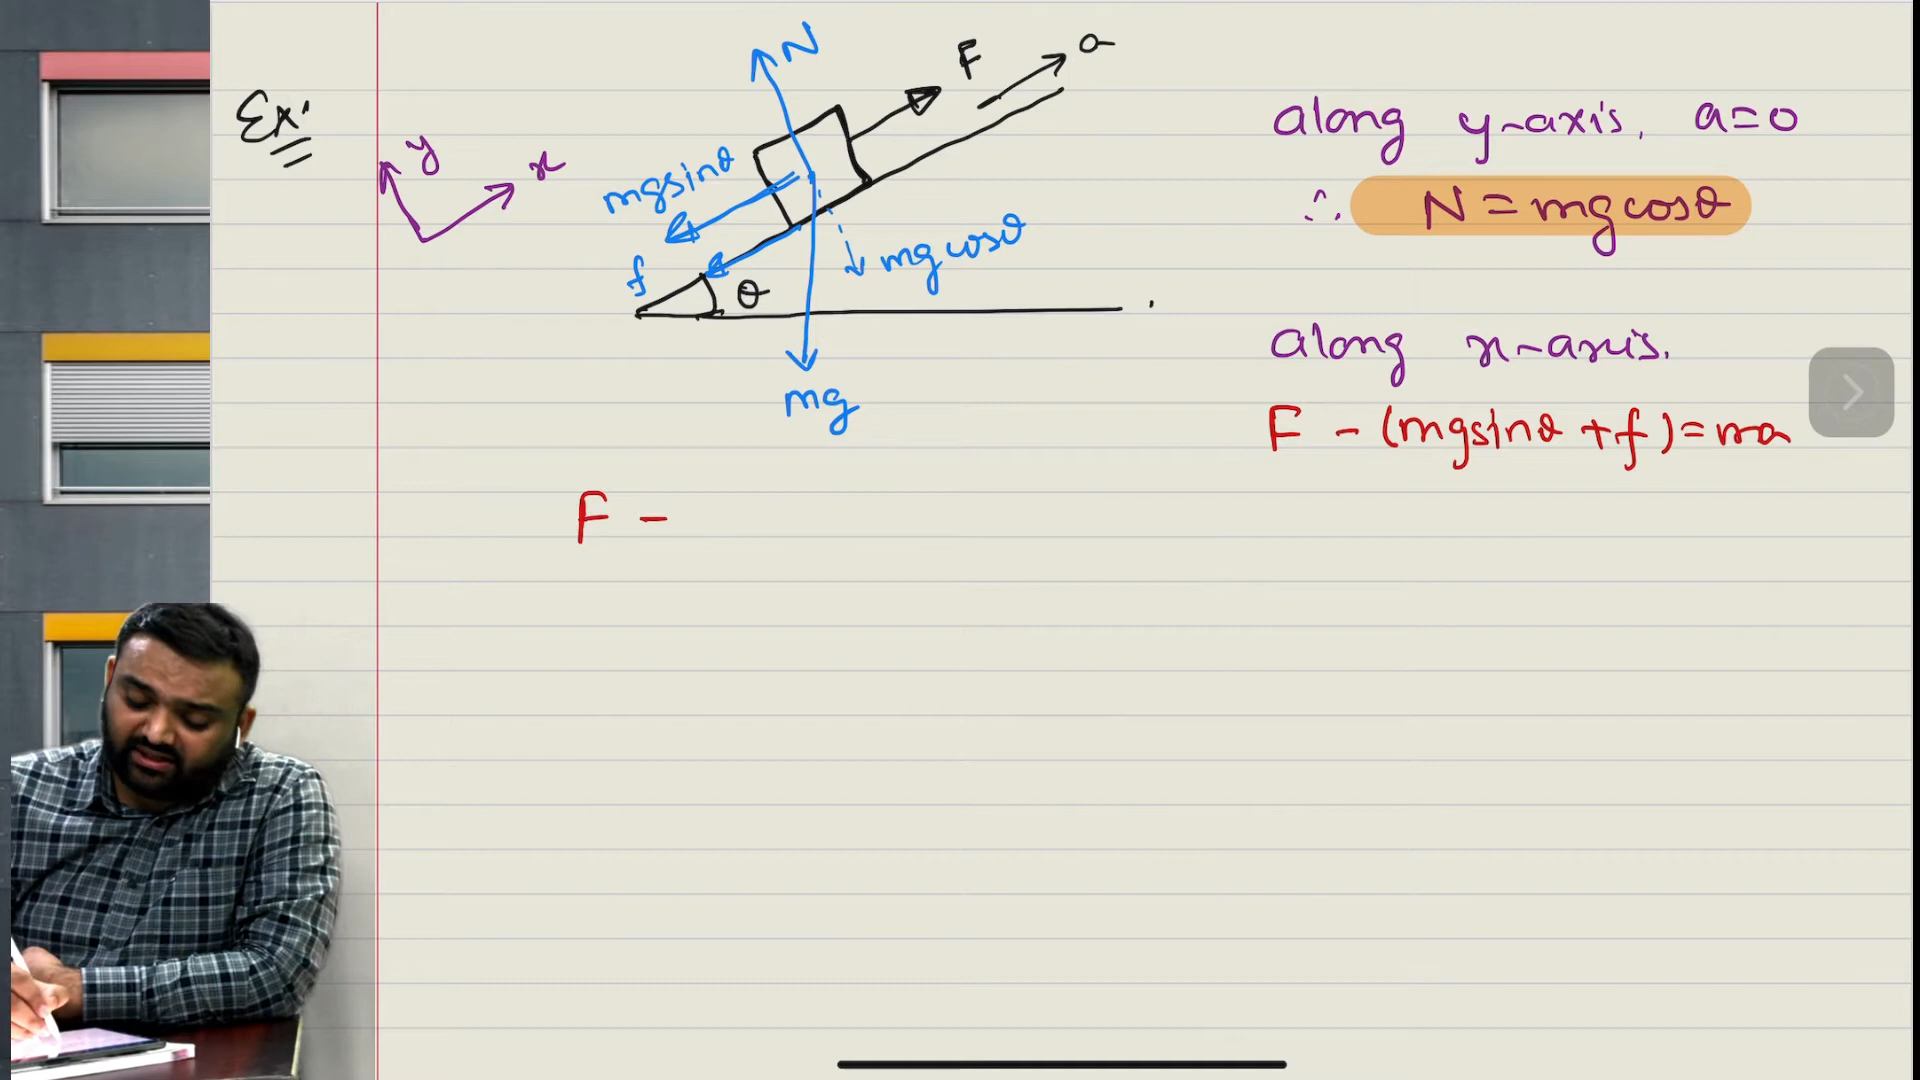 Ex:
y
x
N
F
a
mgsinθ
f
θ
mgcosθ
mg
along y-axis, a=0
∴ N = mgcosθ
along x-axis.
F - (mgsinθ + f) = ma
F -